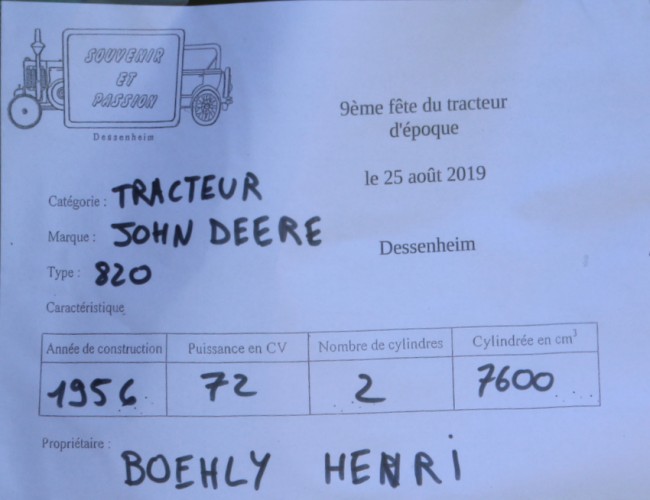 SOUVENIR
ET
PASSION
Dessenheim
9ème fête du tracteur
d'époque
le 25 août 2019
Dessenheim
Catégorie : TRACTEUR
Marque : JOHN DEERE
Type : 820
Caractéristique
Année de construction Puissance en CV Nombre de cylindres Cylindrée en cm³
1956 72 2 7600
Propriétaire : BOEHLY HENRi